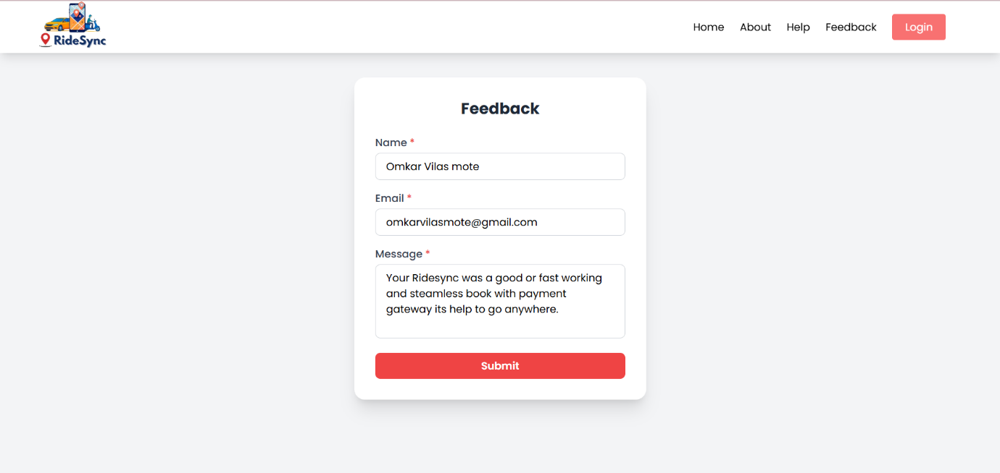 RideSync
Home About Help Feedback Login
Feedback
Name *
Omkar Vilas mote
Email *
omkarvilasmote@gmail.com
Message *
Your Ridesync was a good or fast working
and steamless book with payment
gateway its help to go anywhere.
Submit